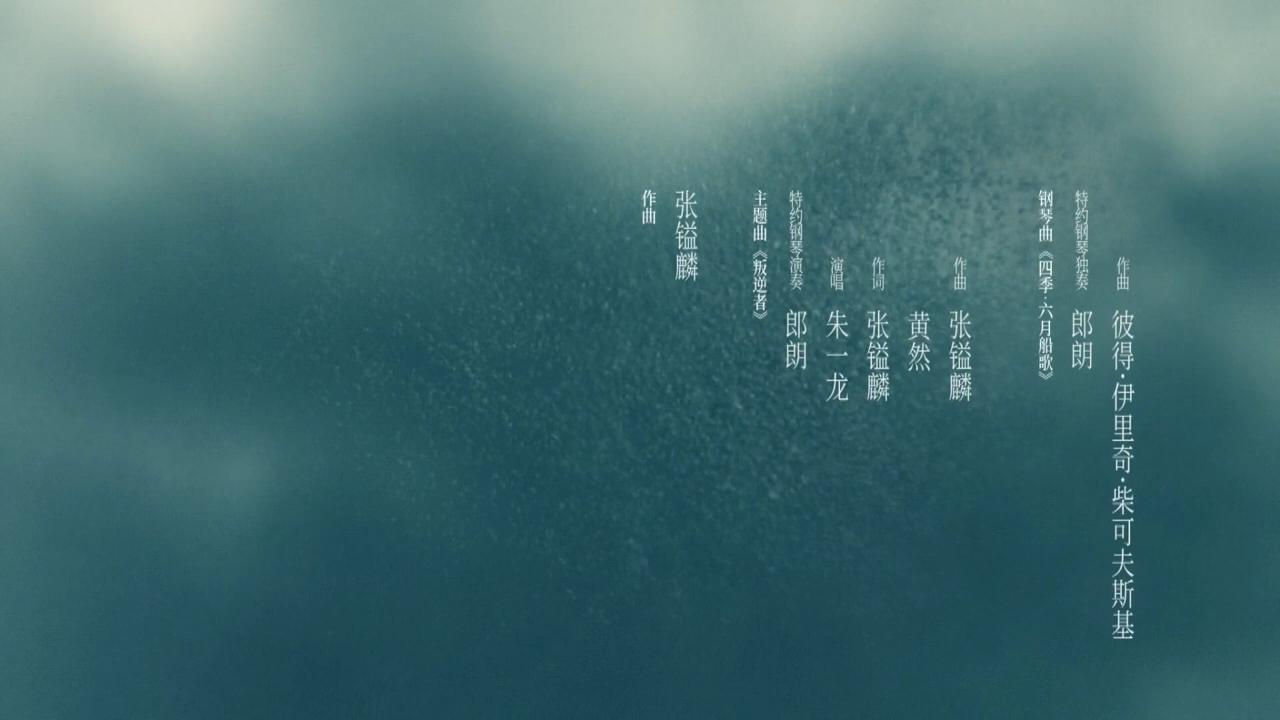 作曲
张镒麟
主题曲《叛逆者》
特约钢琴演奏 郎朗
演唱 朱一龙
作词 张镒麟
黄然
作曲 张镒麟
钢琴曲《四季:六月船歌》
特约钢琴独奏 郎朗
作曲 彼得·伊里奇·柴可夫斯基